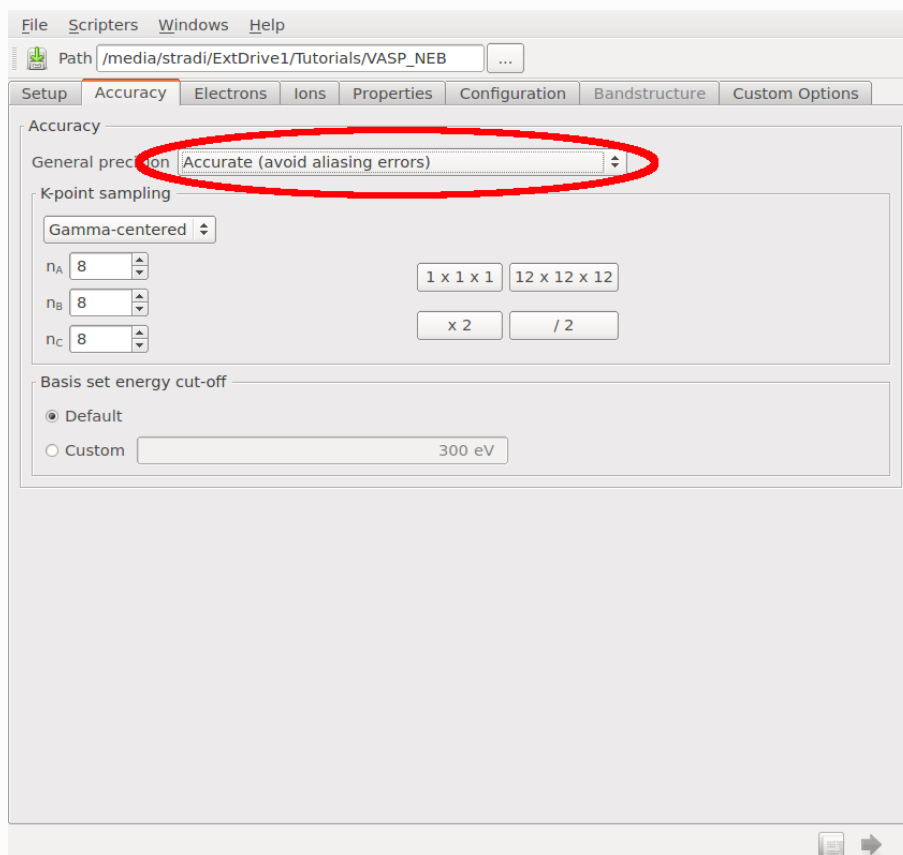 File Scripters Windows Help
Path /media/stradi/ExtDrive1/Tutorials/VASP_NEB ...
Setup Accuracy Electrons Ions Properties Configuration Bandstructure Custom Options
Accuracy
General precision Accurate (avoid aliasing errors)
K-point sampling
Gamma-centered
nA 8
1 x 1 x 1 12 x 12 x 12
nB 8
x 2 / 2
nC 8
Basis set energy cut-off
Default
Custom 300 eV